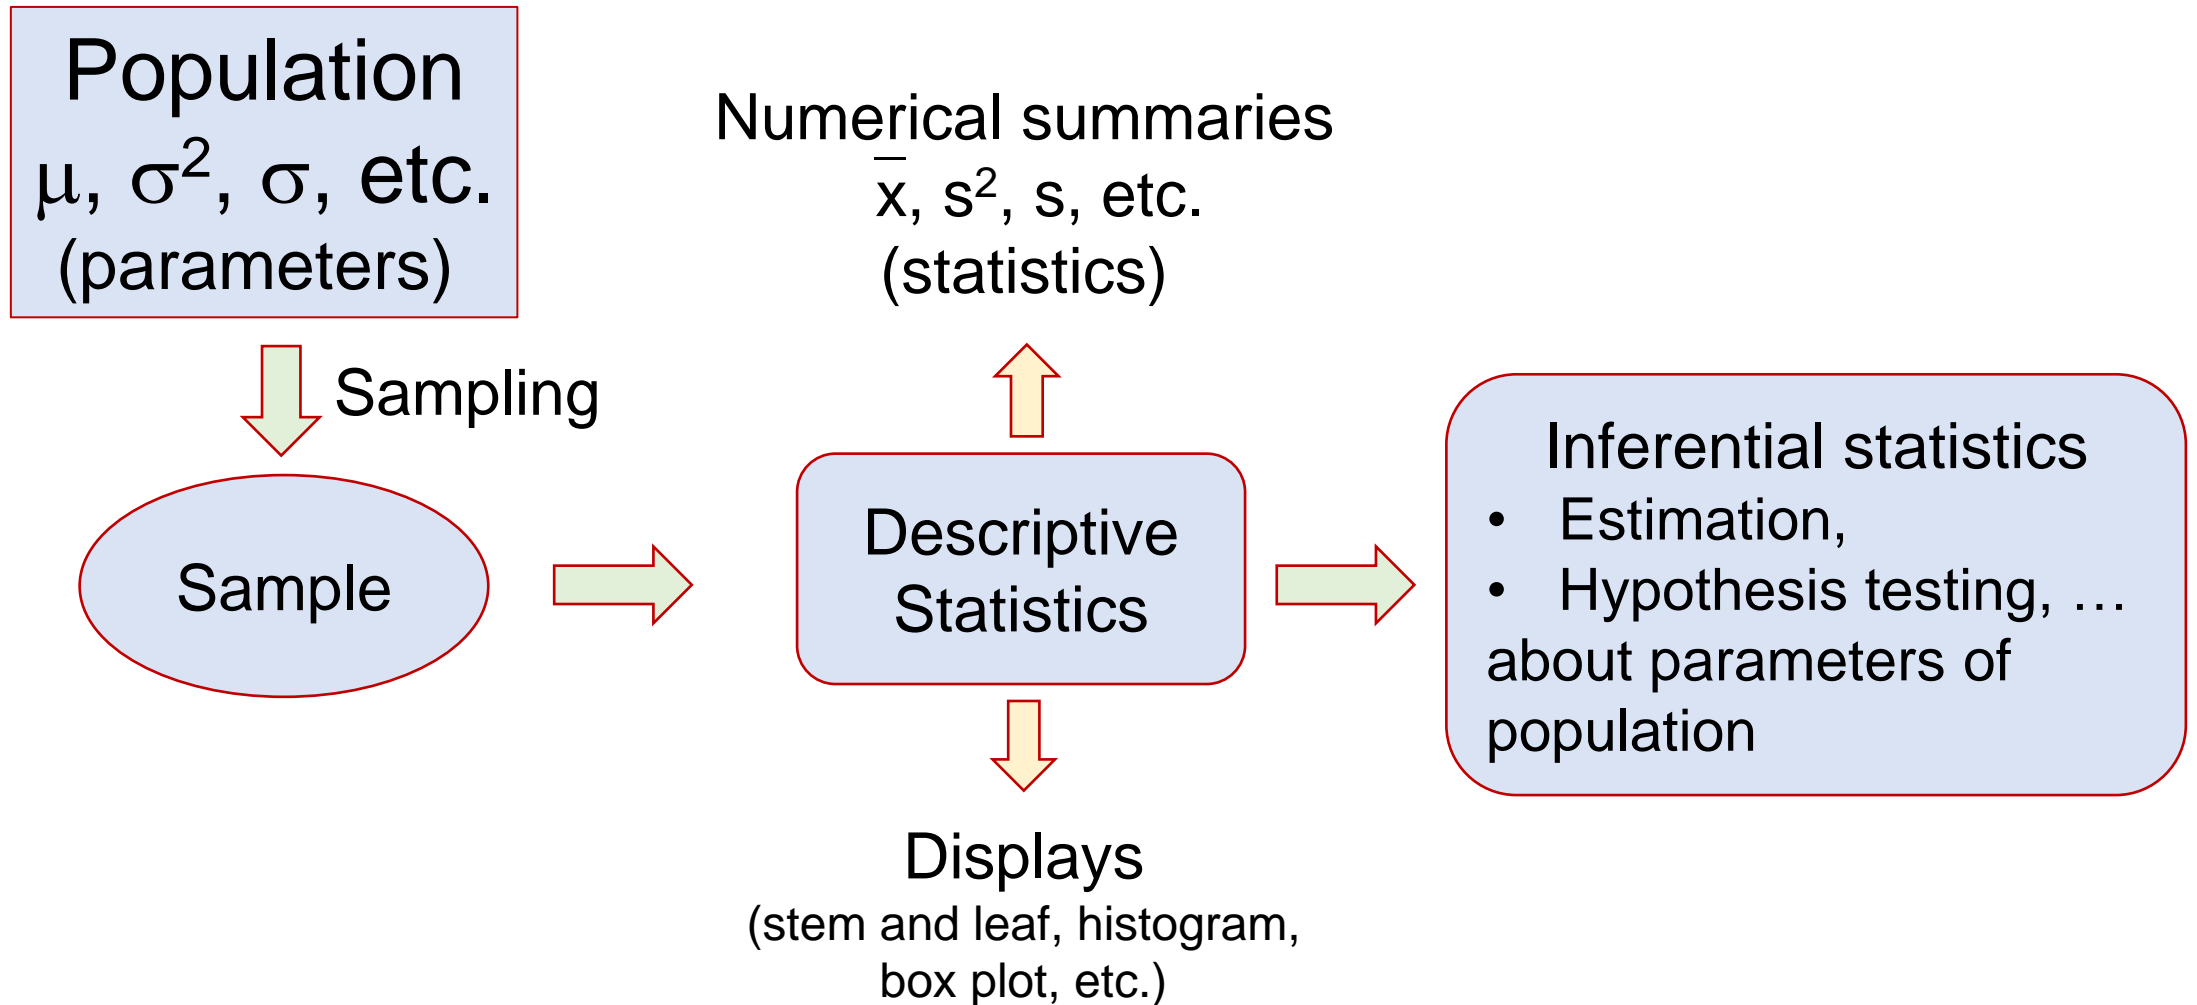 Population
μ, σ², σ, etc.
(parameters)
Sampling
Sample
Numerical summaries
x̅, s², s, etc.
(statistics)
Descriptive
Statistics
Displays
(stem and leaf, histogram,
box plot, etc.)
Inferential statistics
• Estimation,
• Hypothesis testing, …
about parameters of
population